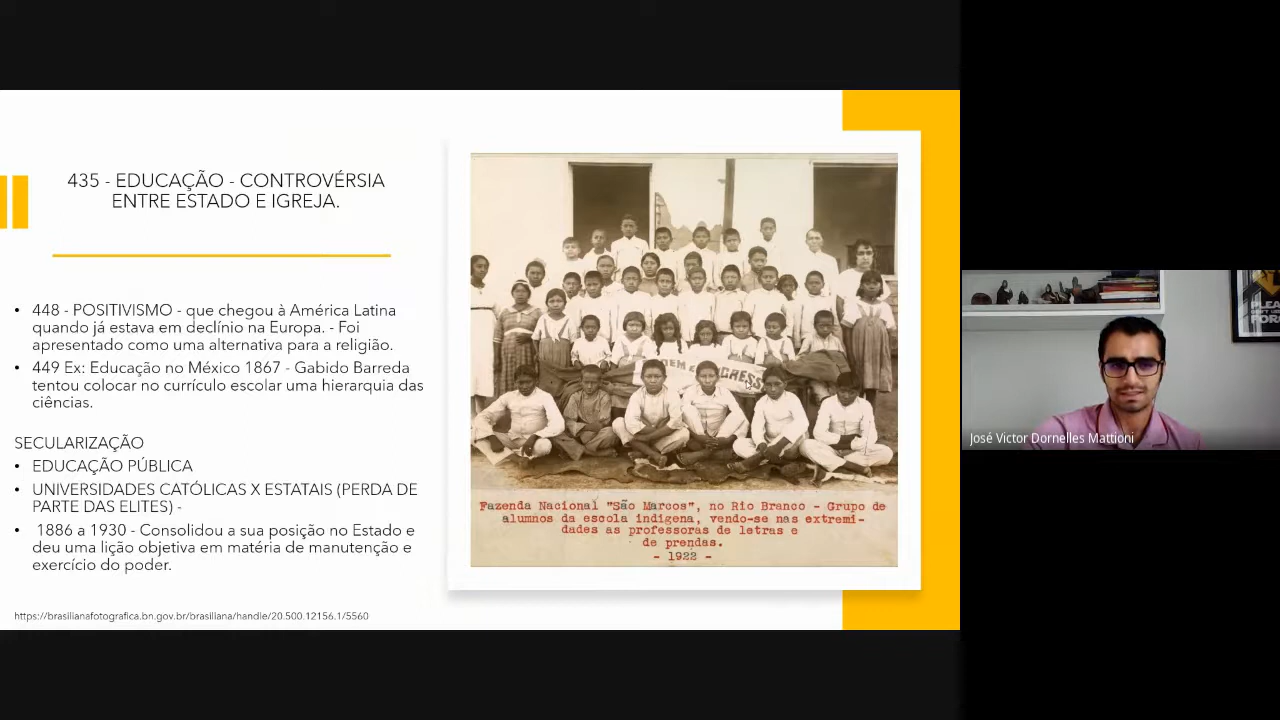 435 - EDUCAÇÃO - CONTROVÉRSIA
ENTRE ESTADO E IGREJA.
• 448 - POSITIVISMO - que chegou à América Latina
quando já estava em declínio na Europa. - Foi
apresentado como uma alternativa para a religião.
• 449 Ex: Educação no México 1867 - Gabido Barreda
tentou colocar no currículo escolar uma hierarquia das
ciências.
SECULARIZAÇÃO
• EDUCAÇÃO PÚBLICA
• UNIVERSIDADES CATÓLICAS X ESTATAIS (PERDA DE
PARTE DAS ELITES) -
• 1886 a 1930 - Consolidou a sua posição no Estado e
deu uma lição objetiva em matéria de manutenção e
exercício do poder.
https://brasilianafotografica.bn.gov.br/brasiliana/handle/20.500.12156.1/5560
Fazenda Nacional "São Marcos", no Rio Branco - Grupo de
alumnos da escola indigena, vendo-se nas extremi-
dades as professoras de letras e
de prendas.
- 1922 -
José Victor Dornelles Mattioni